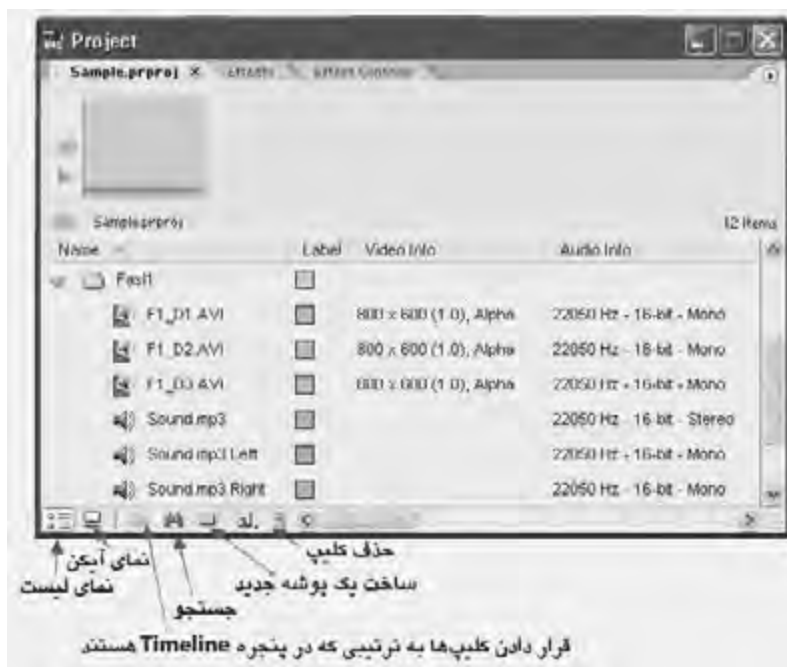 Project
Sample.prproj × Effects Effect Controls
Sample.prproj
12 Items
Name Label Video Info Audio Info
Fasl1
F1_D1.AVI 800 x 600 (1.0), Alpha 22050 Hz - 16-bit - Mono
F1_D2.AVI 800 x 600 (1.0), Alpha 22050 Hz - 16-bit - Mono
F1_D3.AVI 800 x 600 (1.0), Alpha 22050 Hz - 16-bit - Mono
Sound.mp3 22050 Hz - 16-bit - Stereo
Sound.mp3 Left 22050 Hz - 16-bit - Mono
Sound.mp3 Right 22050 Hz - 16-bit - Mono
حذف کلیپ
نمای آیکن
ساخت یک پوشه جدید
نمای لیست
جستجو
قرار دادن کلیپ‌ها به ترتیبی که در پنجره Timeline هستند